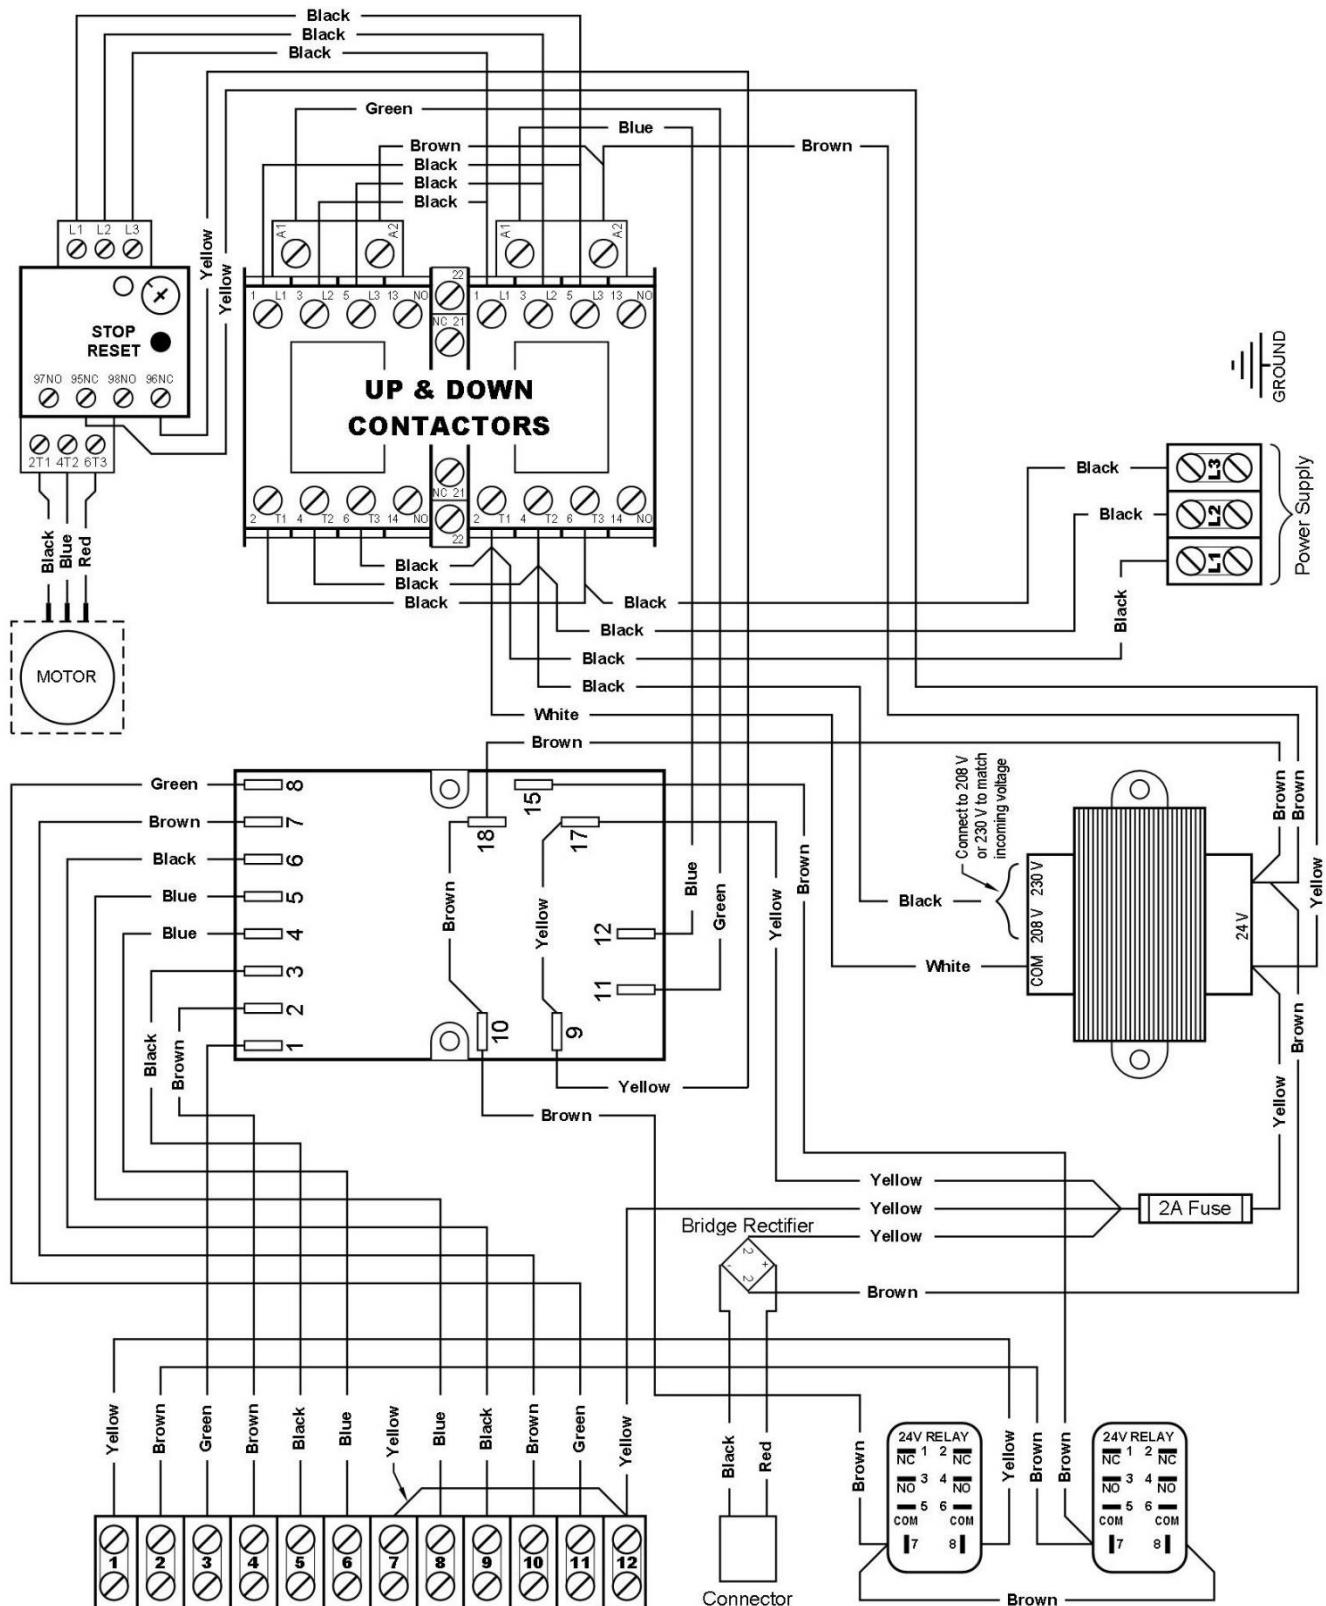 Black
Black
Black
Green
Blue
Brown
Brown
Black
Black
Black
Yellow
Yellow
L1 L2 L3
STOP
RESET
97NO 95NC 98NO 96NC
2T1 4T2 6T3
Black
Blue
Red
MOTOR
A1 A2 A1 A2
1 L1 3 L2 5 L3 13 NO
22
NC 21
1 L1 3 L2 5 L3 13 NO
UP & DOWN
CONTACTORS
2 T1 4 T2 6 T3 14 NO
NC 21
22
2 T1 4 T2 6 T3 14 NO
GROUND
Black
L3
Black
L2
L1
Power Supply
Black
Black
Black
Black
Black
Black
Black
Black
White
Brown
Green
Brown
Black
Blue
Blue
8
7
6
5
4
3
2
1
15
18
17
12
11
10
9
Brown
Yellow
Blue
Green
Yellow
Brown
Connect to 208 V
or 230 V to match
incoming voltage
Black
White
COM 208 V 230 V
24 V
Brown
Brown
Yellow
Brown
Yellow
Black
Brown
Yellow
Brown
Yellow
Yellow
Yellow
2A Fuse
Bridge Rectifier
2
- +
2
Brown
Yellow
Brown
Green
Brown
Black
Blue
Yellow
Blue
Black
Brown
Green
Yellow
Black
Red
Brown
Yellow
Brown
Brown
24V RELAY
1 2
NC NC
3 4
NO NO
5 6
COM COM
7 8
24V RELAY
1 2
NC NC
3 4
NO NO
5 6
COM COM
7 8
1 2 3 4 5 6 7 8 9 10 11 12
Connector
Brown